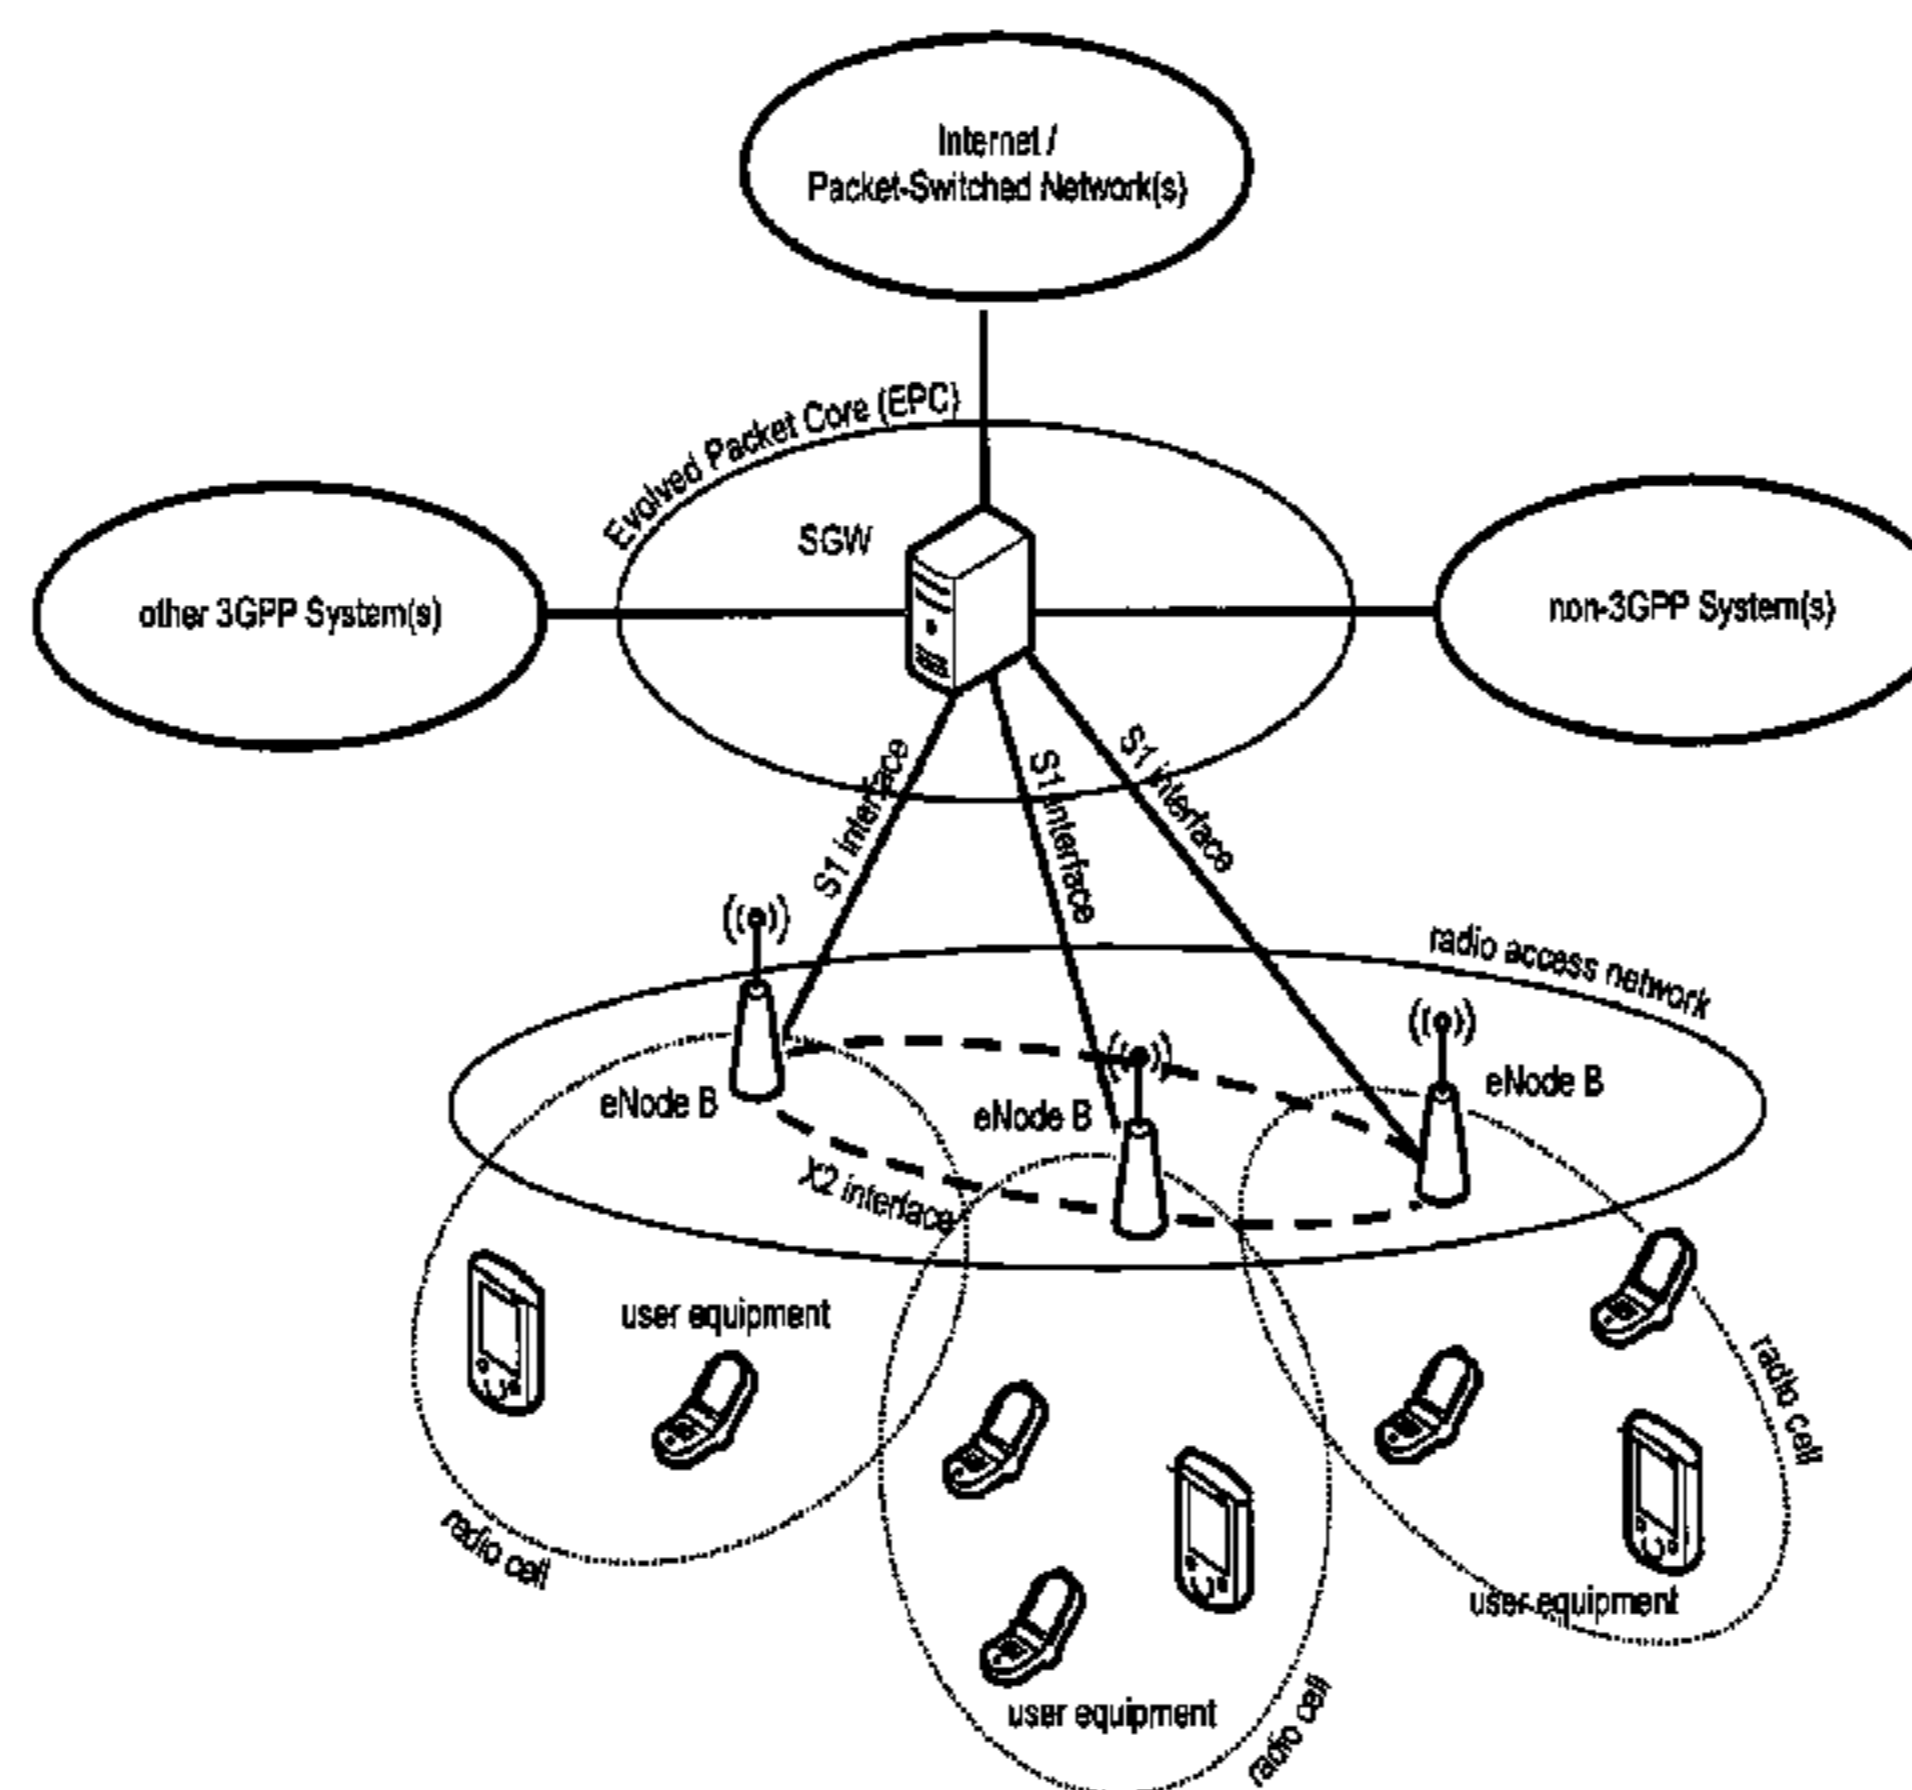 Internet /
Packet-Switched Network(s)
Evolved Packet Core (EPC)
SGW
other 3GPP System(s)
non-3GPP System(s)
S1 interface
S1 interface
S1 interface
radio access network
eNode B
eNode B
eNode B
X2 interface
user equipment
radio cell
radio cell
user equipment
user equipment
radio cell